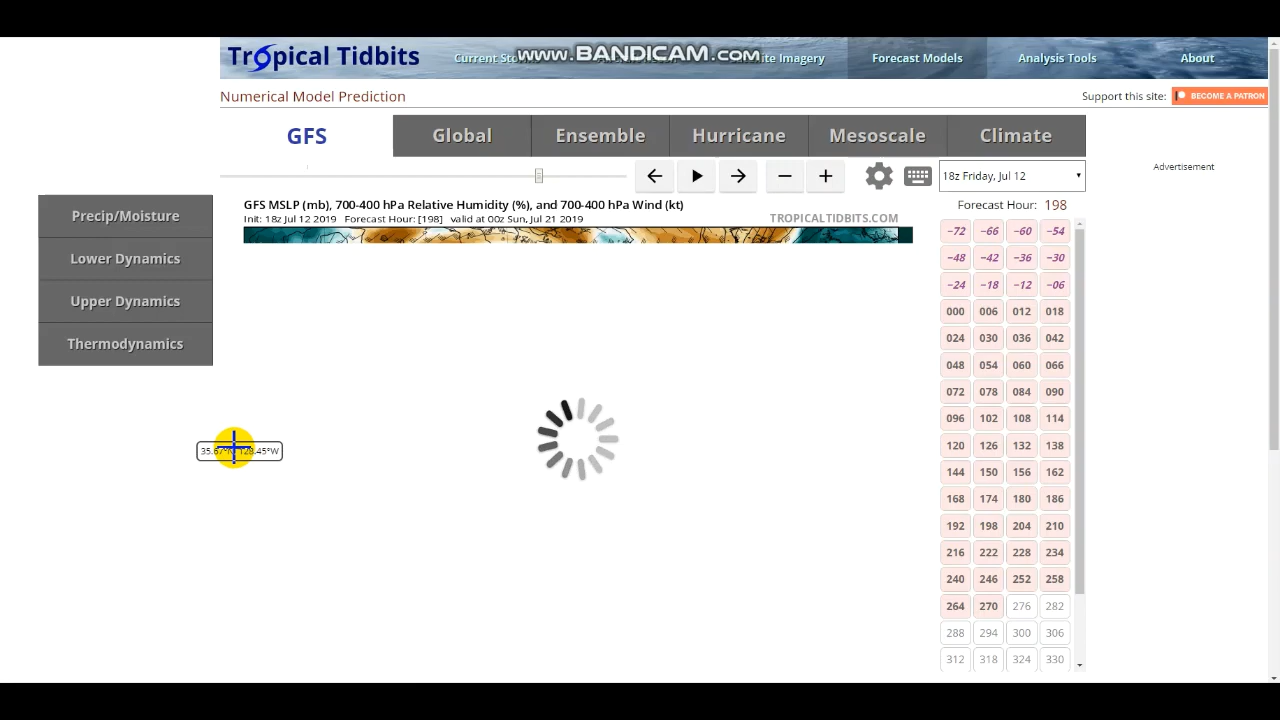 Tropical Tidbits
www.BANDICAM.com
Current
Imagery
Forecast Models
Analysis Tools
About
Numerical Model Prediction
Support this site:
BECOME A PATRON
GFS
Global
Ensemble
Hurricane
Mesoscale
Climate
18z Friday, Jul 12
Advertisement
Precip/Moisture
Lower Dynamics
Upper Dynamics
Thermodynamics
GFS MSLP (mb), 700-400 hPa Relative Humidity (%), and 700-400 hPa Wind (kt)
Init: 18z Jul 12 2019 Forecast Hour: [198] valid at 00z Sun, Jul 21 2019
TROPICALTIDBITS.COM
Forecast Hour: 198
−72 −66 −60 −54
−48 −42 −36 −30
−24 −18 −12 −06
000 006 012 018
024 030 036 042
048 054 060 066
072 078 084 090
096 102 108 114
120 126 132 138
144 150 156 162
168 174 180 186
192 198 204 210
216 222 228 234
240 246 252 258
264 270 276 282
288 294 300 306
312 318 324 330